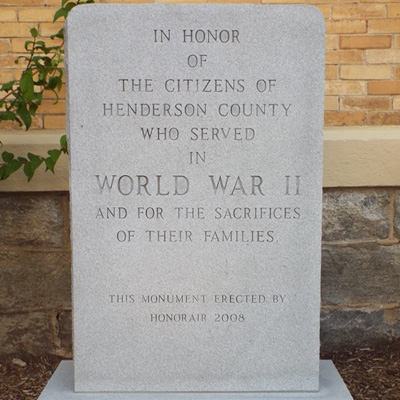 IN HONOR
OF
THE CITIZENS OF
HENDERSON COUNTY
WHO SERVED
IN
WORLD WAR II
AND FOR THE SACRIFICES
OF THEIR FAMILIES.
THIS MONUMENT ERECTED BY
HONORAIR 2008